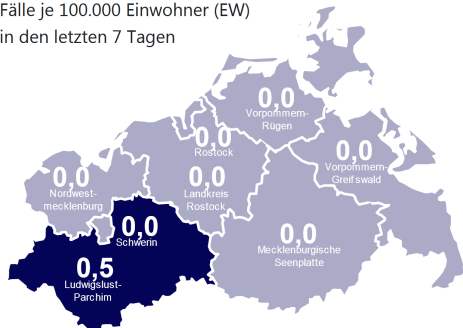 Fälle je 100.000 Einwohner (EW)
in den letzten 7 Tagen
0,0
Vorpommern-
Rügen
0,0
Rostock
0,0
Vorpommern-
Greifswald
0,0
Nordwest-
mecklenburg
0,0
Landkreis
Rostock
0,0
Schwerin
0,0
Mecklenburgische
Seenplatte
0,5
Ludwigslust-
Parchim